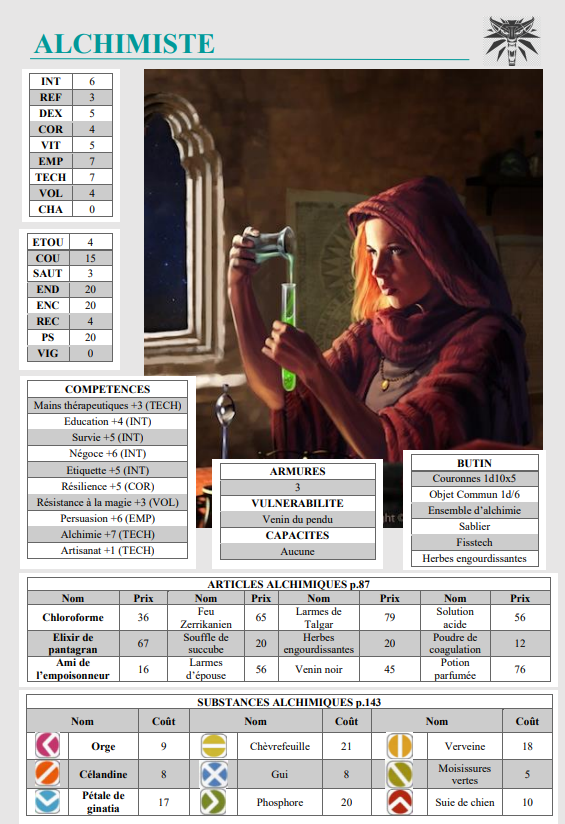 ALCHIMISTE
INT 6
REF 3
DEX 5
COR 4
VIT 5
EMP 7
TECH 7
VOL 4
CHA 0
ETOU 4
COU 15
SAUT 3
END 20
ENC 20
REC 4
PS 20
VIG 0
COMPETENCES
Mains thérapeutiques +3 (TECH)
Education +4 (INT)
Survie +5 (INT)
Négoce +6 (INT)
Etiquette +5 (INT)
Résilience +5 (COR)
Résistance à la magie +3 (VOL)
Persuasion +6 (EMP)
Alchimie +7 (TECH)
Artisanat +1 (TECH)
ARMURES
3
VULNERABILITE
Venin du pendu
CAPACITES
Aucune
BUTIN
Couronnes 1d10x5
Objet Commun 1d/6
Ensemble d'alchimie
Sablier
Fisstech
Herbes engourdissantes
ARTICLES ALCHIMIQUES p.87
Nom Prix Nom Prix Nom Prix Nom Prix
Chloroforme 36 Feu Zerrikanien 65 Larmes de Talgar 79 Solution acide 56
Elixir de pantagran 67 Souffle de succube 20 Herbes engourdissantes 20 Poudre de coagulation 12
Ami de l'empoisonneur 16 Larmes d'épouse 56 Venin noir 45 Potion parfumée 76
SUBSTANCES ALCHIMIQUES p.143
Nom Coût Nom Coût Nom Coût
Orge 9 Chèvrefeuille 21 Verveine 18
Célandine 8 Gui 8 Moisissures vertes 5
Pétale de ginatia 17 Phosphore 20 Suie de chien 10